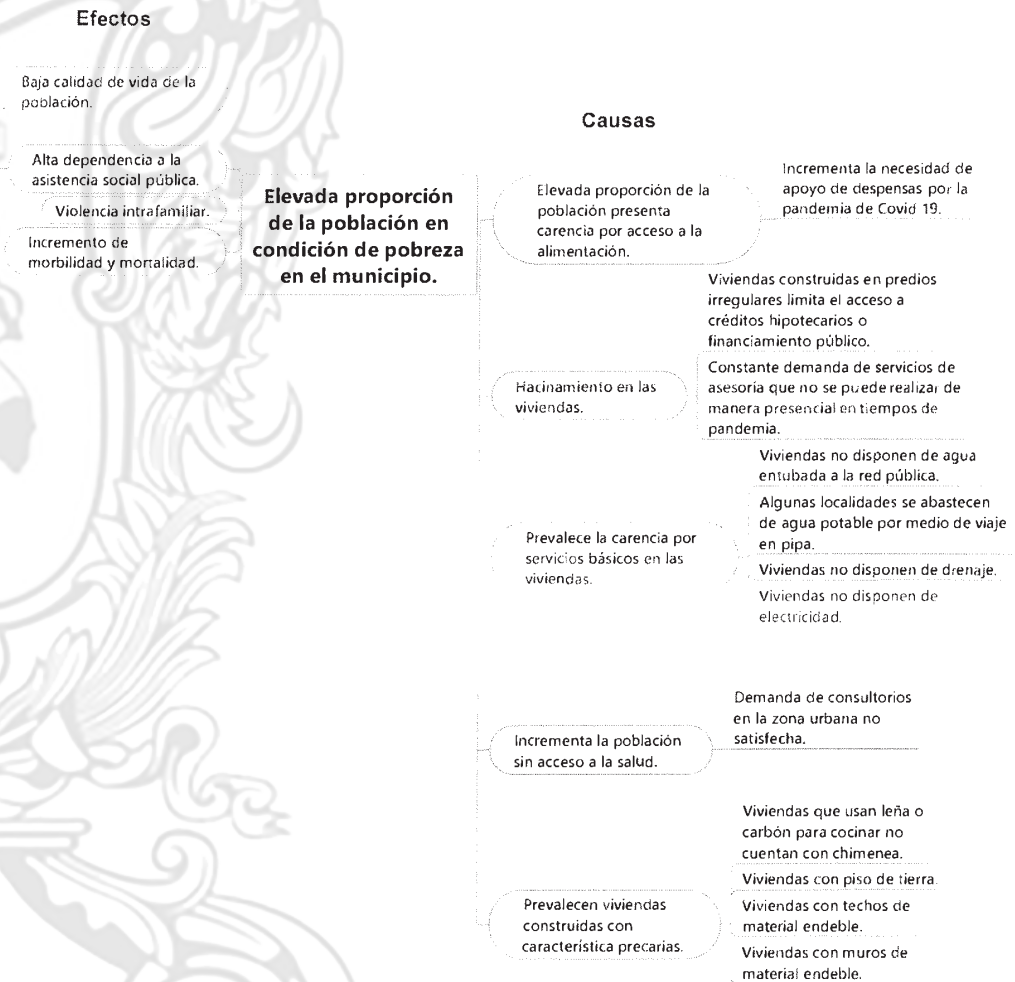 Efectos
Baja calidad de vida de la
población.
Alta dependencia a la
asistencia social pública.
Violencia intrafamiliar.
Incremento de
morbilidad y mortalidad.
Elevada proporción
de la población en
condición de pobreza
en el municipio.
Causas
Elevada proporción de la
población presenta
carencia por acceso a la
alimentación.
Incrementa la necesidad de
apoyo de despensas por la
pandemia de Covid 19.
Hacinamiento en las
viviendas.
Viviendas construidas en predios
irregulares limita el acceso a
créditos hipotecarios o
financiamiento público.
Constante demanda de servicios de
asesoría que no se puede realizar de
manera presencial en tiempos de
pandemia.
Prevalece la carencia por
servicios básicos en las
viviendas.
Viviendas no disponen de agua
entubada a la red pública.
Algunas localidades se abastecen
de agua potable por medio de viaje
en pipa.
Viviendas no disponen de drenaje.
Viviendas no disponen de
electricidad.
Incrementa la población
sin acceso a la salud.
Demanda de consultorios
en la zona urbana no
satisfecha.
Prevalecen viviendas
construidas con
característica precarias.
Viviendas que usan leña o
carbón para cocinar no
cuentan con chimenea.
Viviendas con piso de tierra.
Viviendas con techos de
material endeble.
Viviendas con muros de
material endeble.